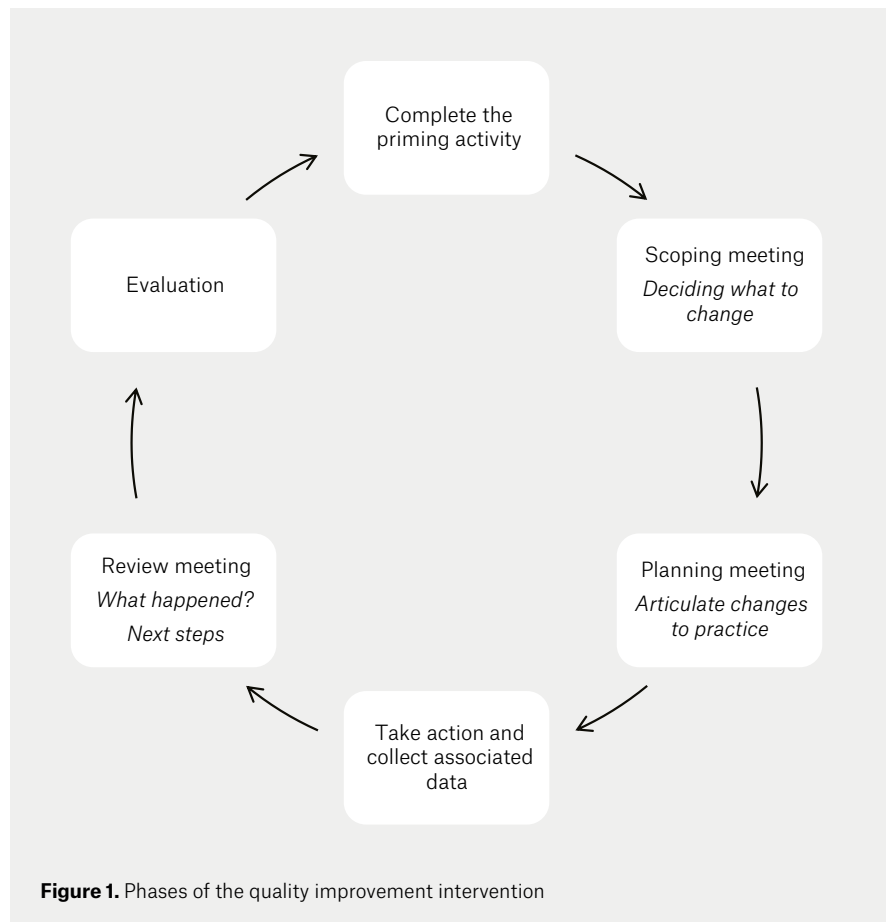 Complete the
priming activity
Scoping meeting
Deciding what to
change
Planning meeting
Articulate changes
to practice
Take action and
collect associated
data
Review meeting
What happened?
Next steps
Evaluation
Figure 1. Phases of the quality improvement intervention